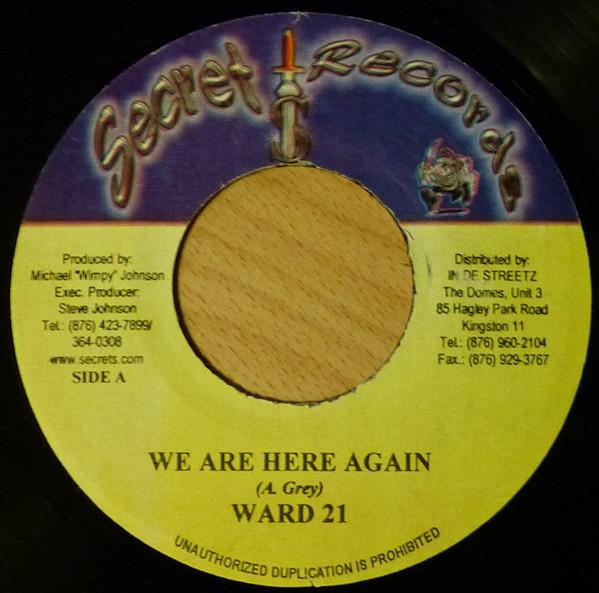 Secret Records
Produced by:
Michael "Wimpy" Johnson
Exec. Producer:
Steve Johnson
Tel.: (876) 423-7899/
364-0308
www.secrets.com
SIDE A
Distributed by:
IN DE STREETZ
The Domes, Unit 3
85 Hagley Park Road
Kingston 11
Tel.: (876) 960-2104
Fax.: (876) 929-3767
WE ARE HERE AGAIN
(A. Grey)
WARD 21
UNAUTHORIZED DUPLICATION IS PROHIBITED